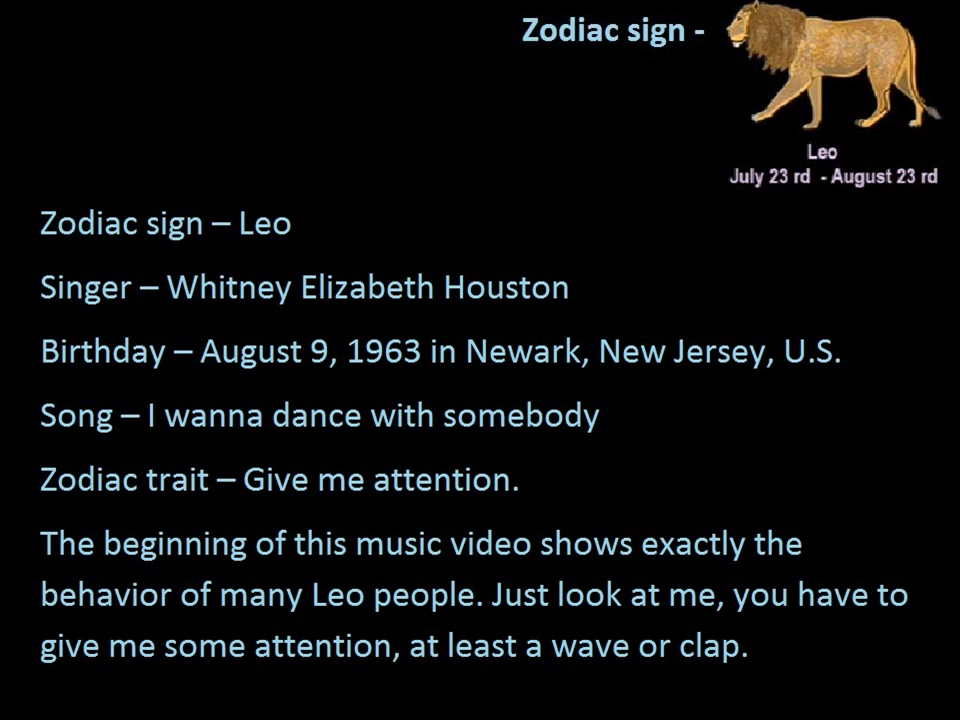 Zodiac sign -
Leo
July 23 rd - August 23 rd
Zodiac sign – Leo
Singer – Whitney Elizabeth Houston
Birthday – August 9, 1963 in Newark, New Jersey, U.S.
Song – I wanna dance with somebody
Zodiac trait – Give me attention.
The beginning of this music video shows exactly the
behavior of many Leo people. Just look at me, you have to
give me some attention, at least a wave or clap.